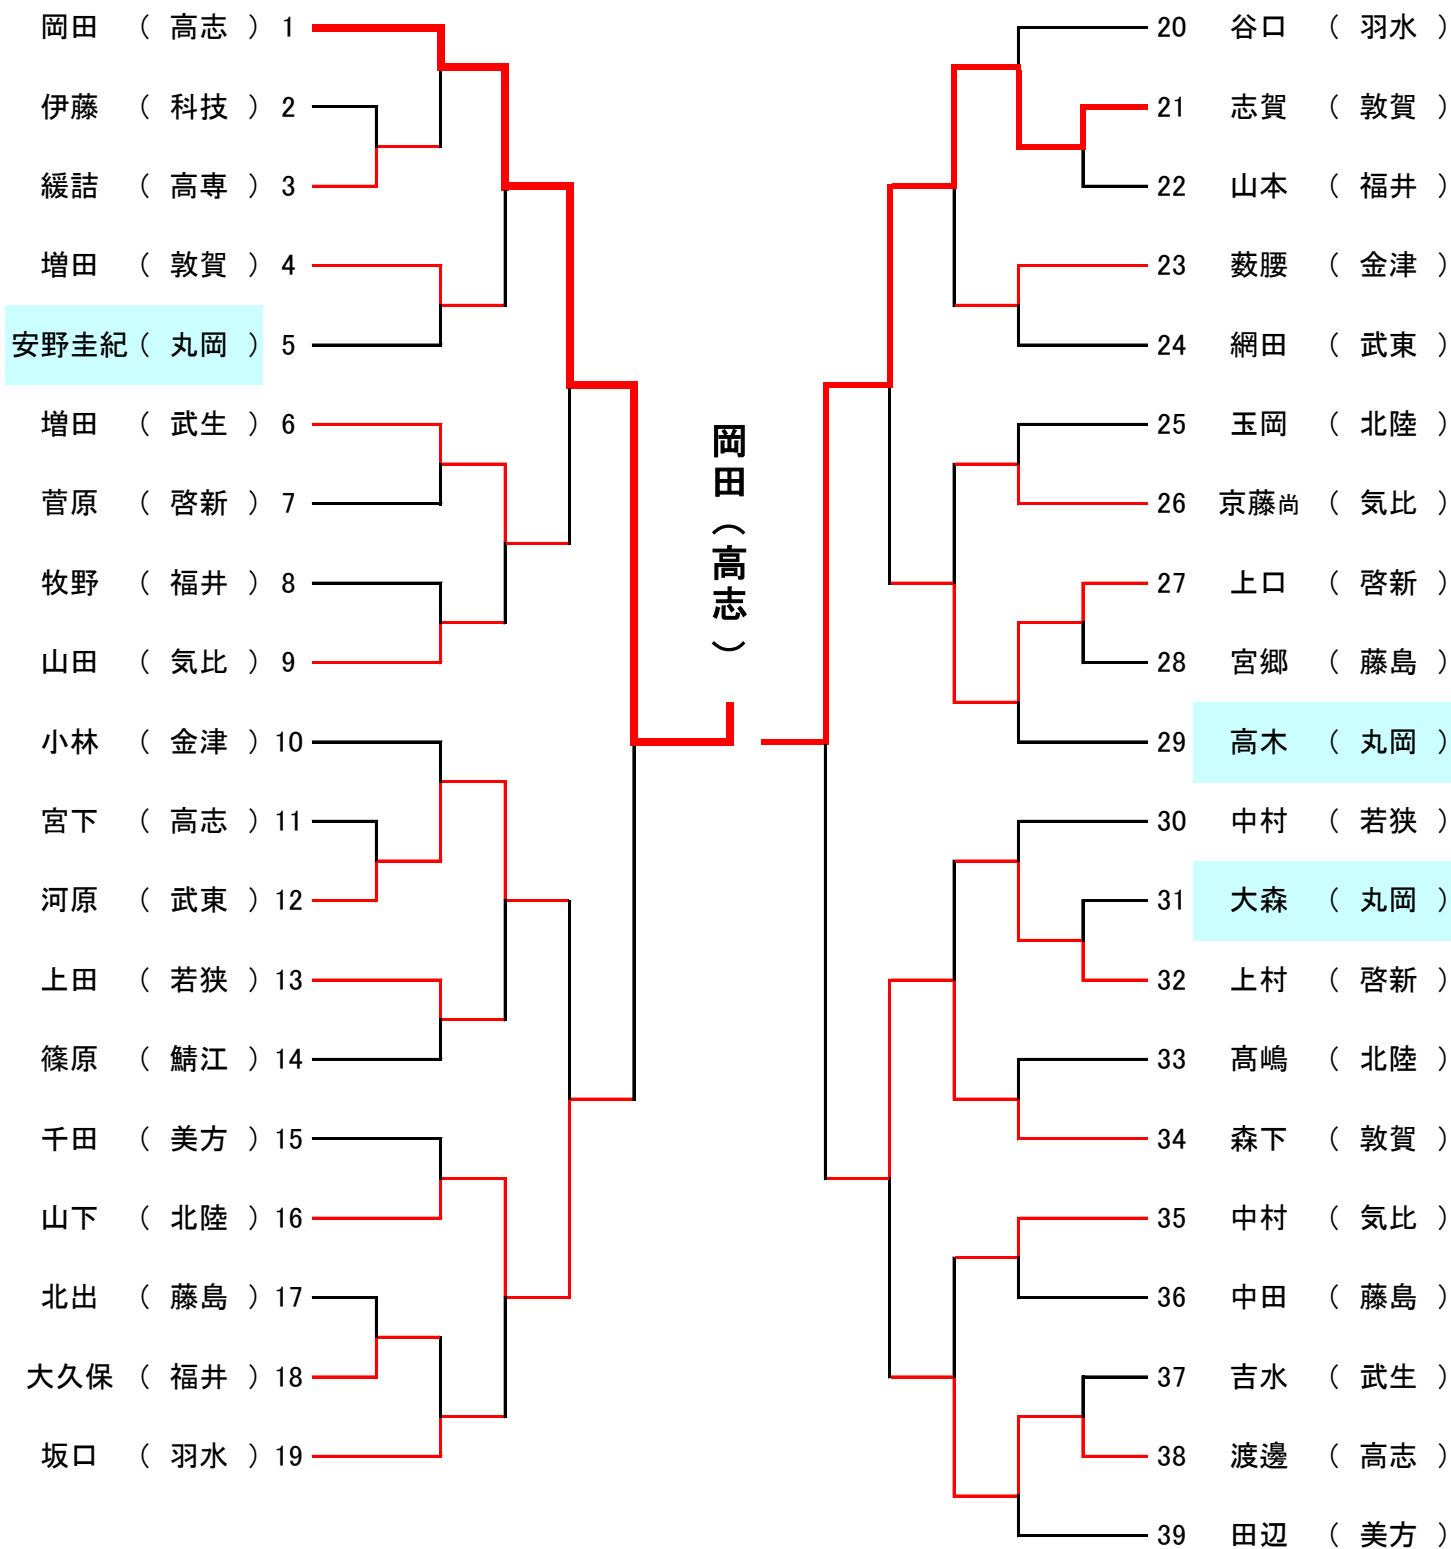 岡田 ( 高志 ) 1
伊藤 ( 科技 ) 2
緩詰 ( 高専 ) 3
増田 ( 敦賀 ) 4
安野圭紀 ( 丸岡 ) 5
増田 ( 武生 ) 6
菅原 ( 啓新 ) 7
牧野 ( 福井 ) 8
山田 ( 気比 ) 9
小林 ( 金津 ) 10
宮下 ( 高志 ) 11
河原 ( 武東 ) 12
上田 ( 若狭 ) 13
篠原 ( 鯖江 ) 14
千田 ( 美方 ) 15
山下 ( 北陸 ) 16
北出 ( 藤島 ) 17
大久保 ( 福井 ) 18
坂口 ( 羽水 ) 19
岡田(高志)
20 谷口 ( 羽水 )
21 志賀 ( 敦賀 )
22 山本 ( 福井 )
23 薮腰 ( 金津 )
24 網田 ( 武東 )
25 玉岡 ( 北陸 )
26 京藤尚 ( 気比 )
27 上口 ( 啓新 )
28 宮郷 ( 藤島 )
29 高木 ( 丸岡 )
30 中村 ( 若狭 )
31 大森 ( 丸岡 )
32 上村 ( 啓新 )
33 髙嶋 ( 北陸 )
34 森下 ( 敦賀 )
35 中村 ( 気比 )
36 中田 ( 藤島 )
37 吉水 ( 武生 )
38 渡邊 ( 高志 )
39 田辺 ( 美方 )